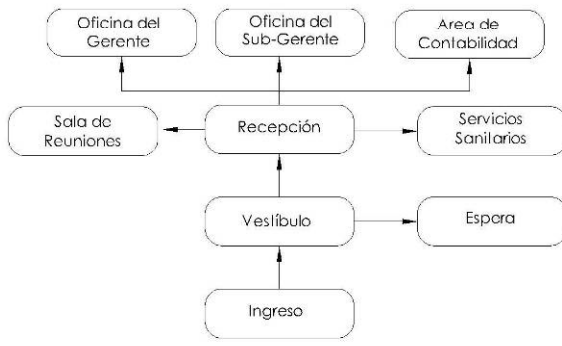 Oficina del
Gerente
Oficina del
Sub-Gerente
Area de
Contabilidad
Sala de
Reuniones
Recepción
Servicios
Sanitarios
Vestíbulo
Espera
Ingreso